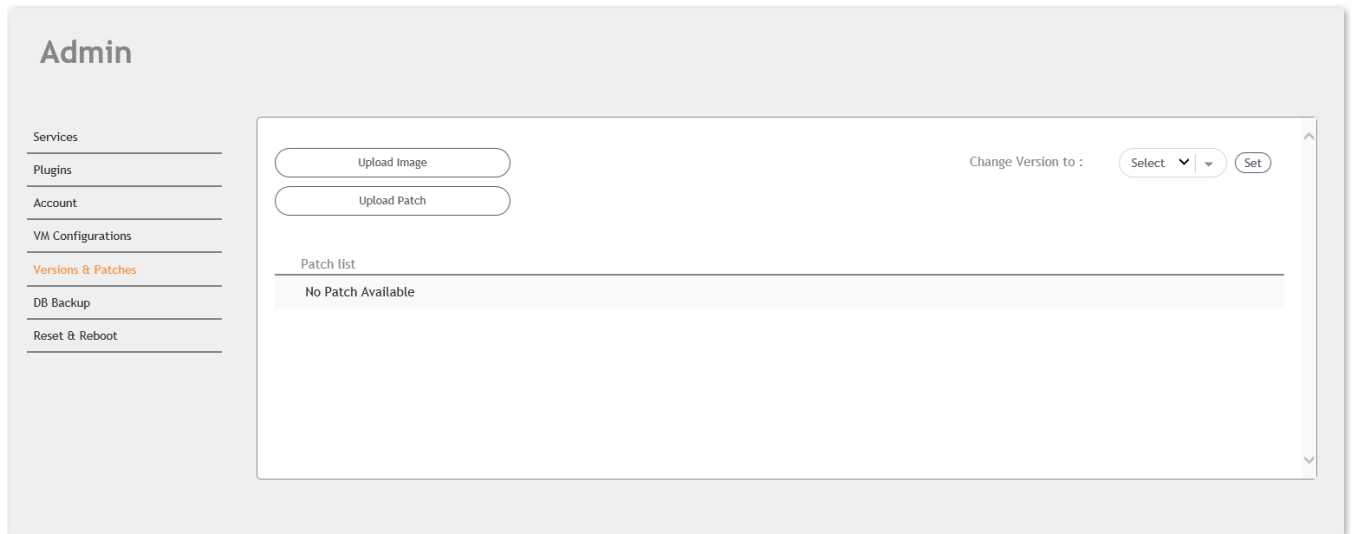 Admin
Services
Plugins
Account
VM Configurations
Versions & Patches
DB Backup
Reset & Reboot
Upload Image
Change Version to :
Select
Set
Upload Patch
Patch list
No Patch Available